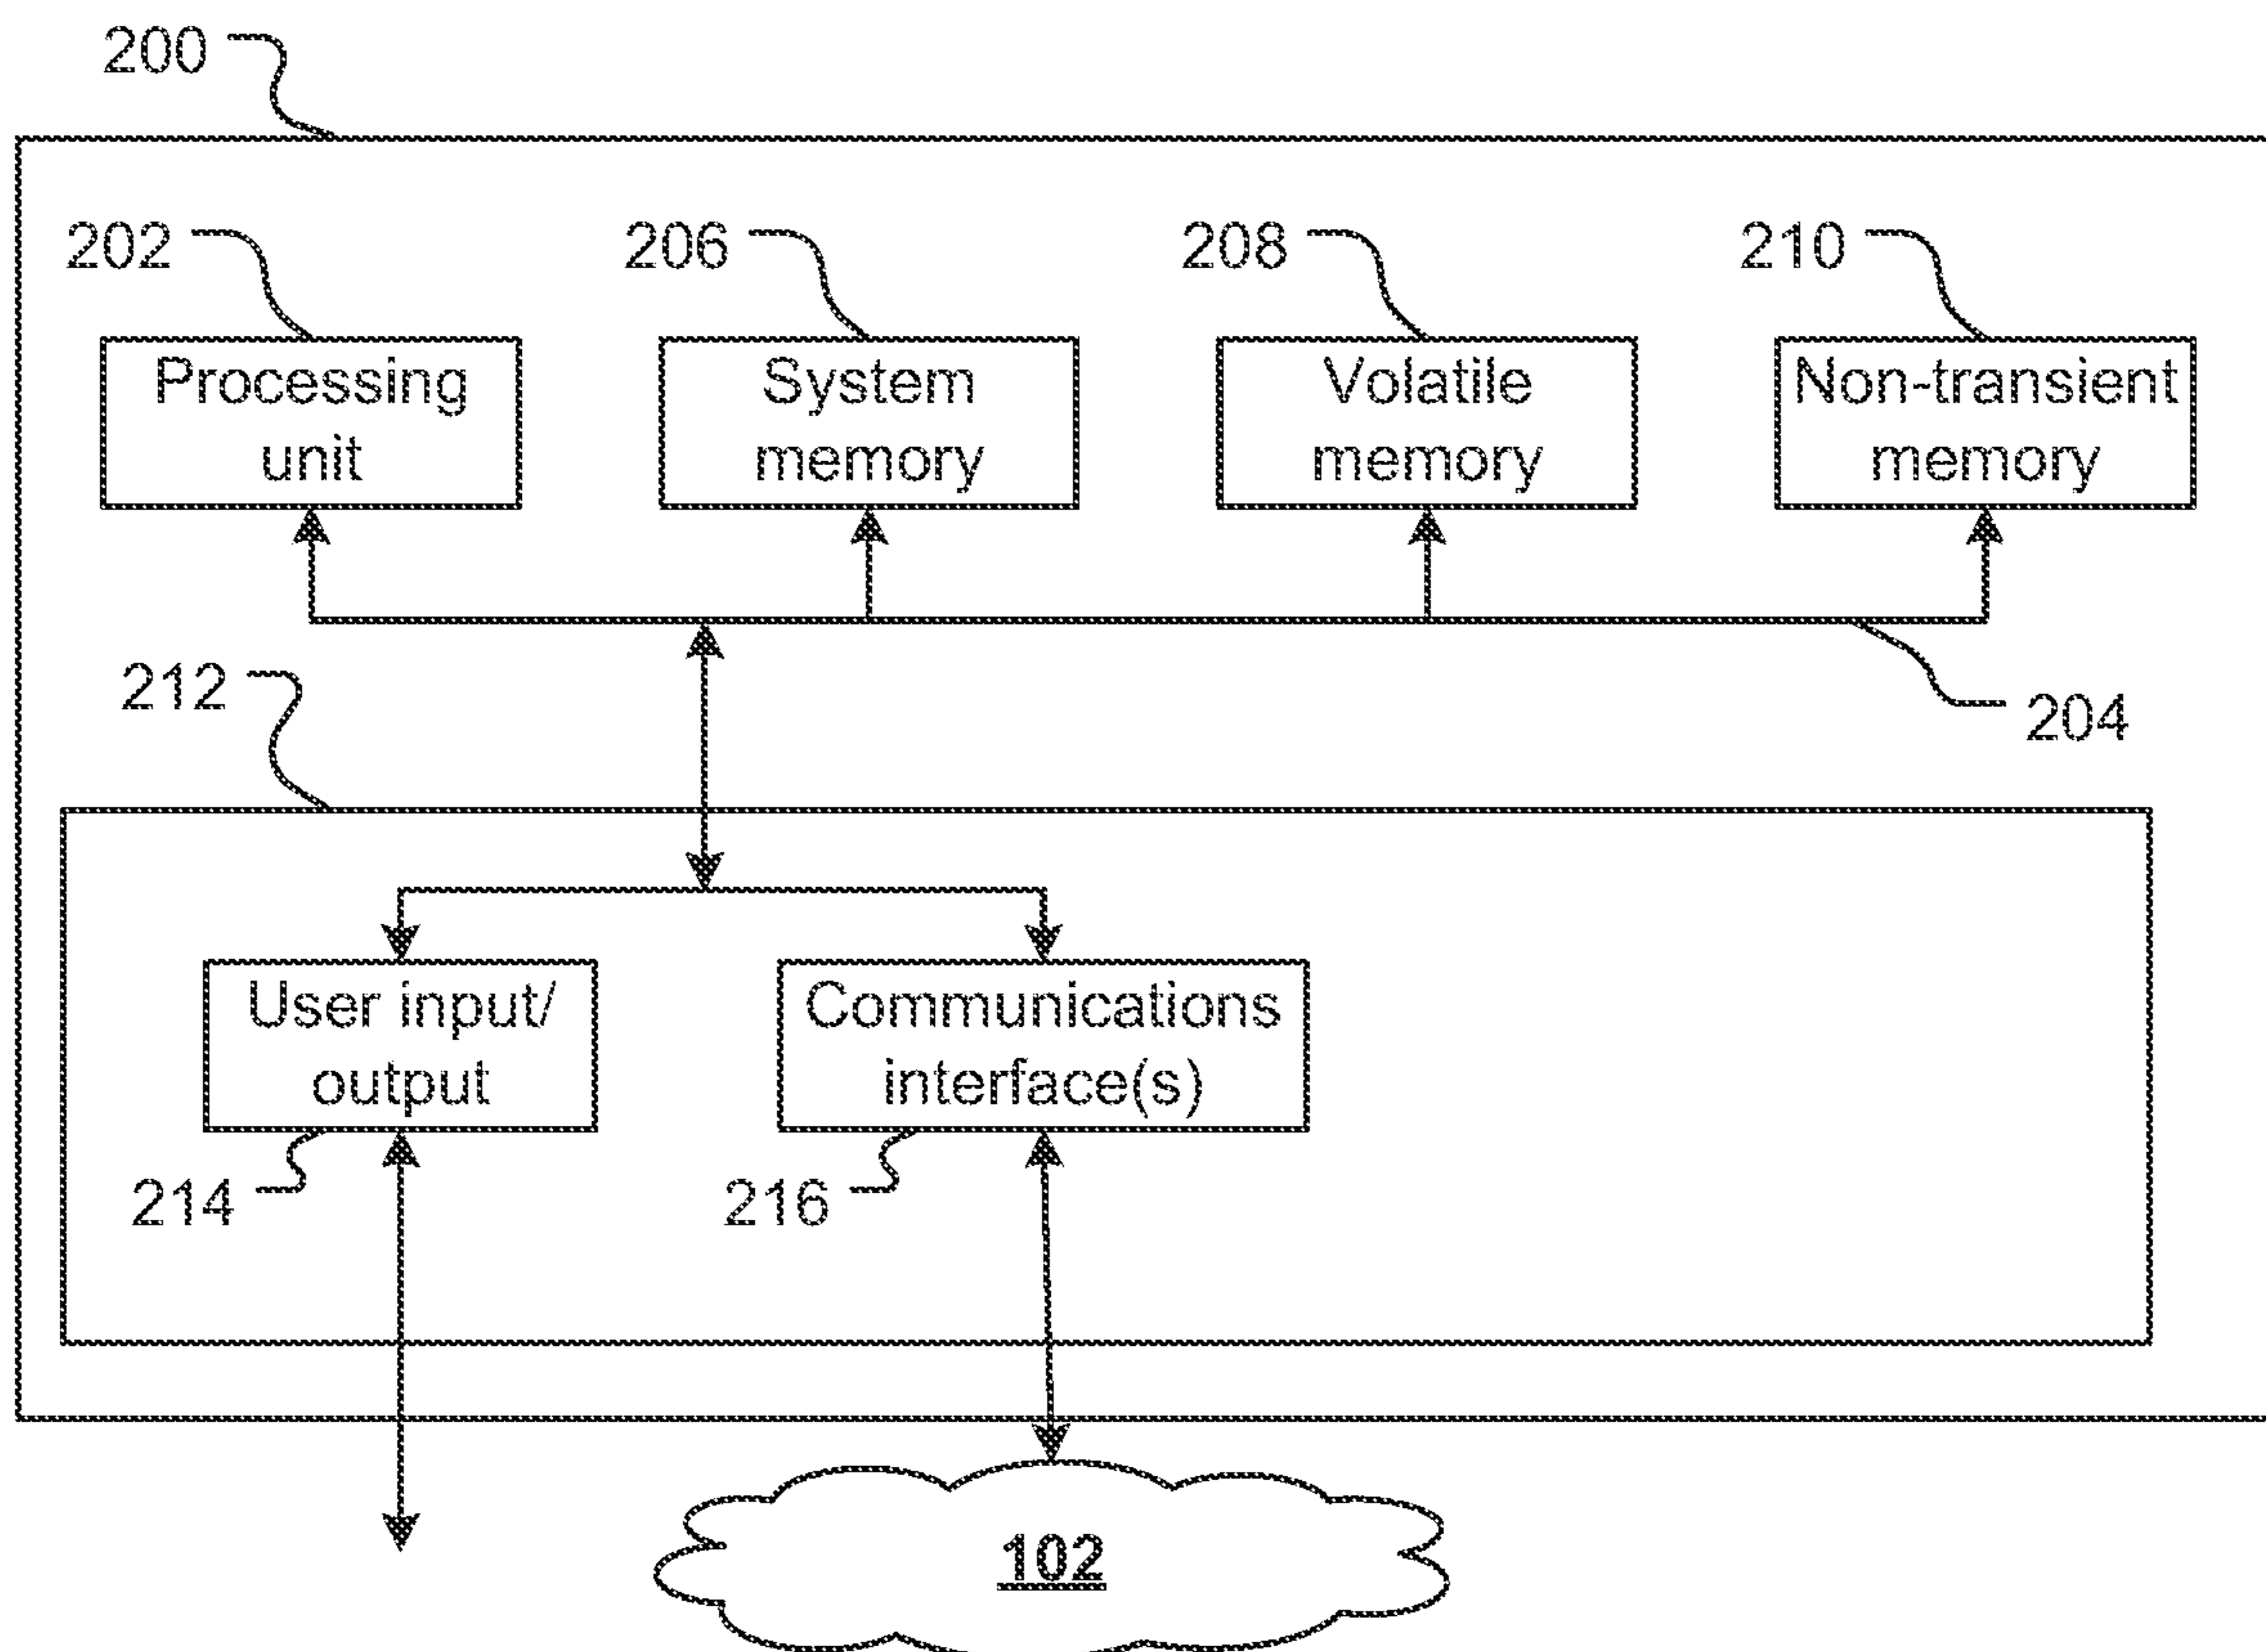 200
202
206
208
210
Processing
unit
System
memory
Volatile
memory
Non-transient
memory
212
204
User input/
output
Communications
interface(s)
214
216
102